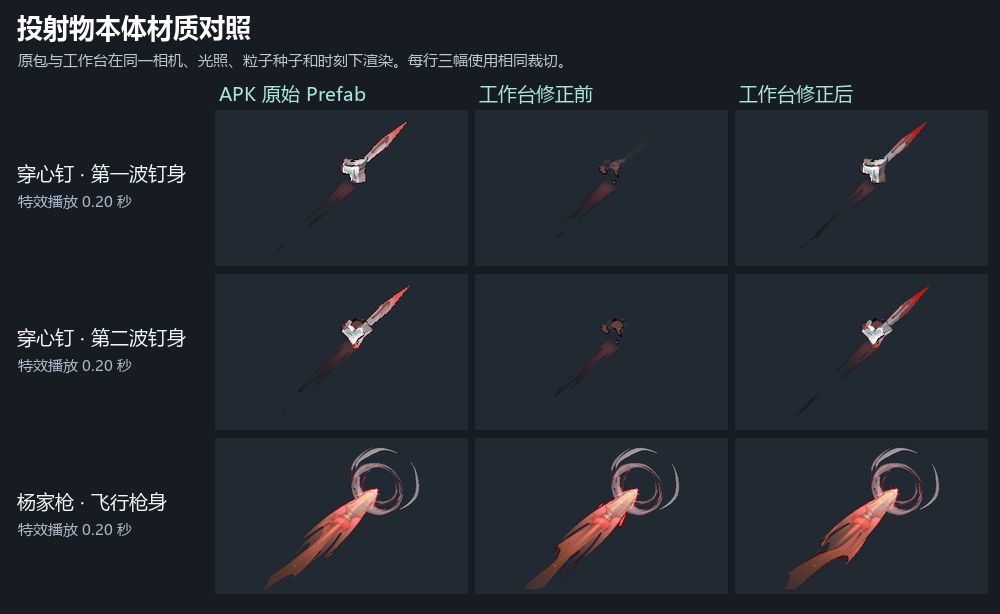 投射物本体材质对照
原包与工作台在同一相机、光照、粒子种子和时刻下渲染。每行三幅使用相同裁切。
APK 原始 Prefab
工作台修正前
工作台修正后
穿心钉 · 第一波钉身
特效播放 0.20 秒
穿心钉 · 第二波钉身
特效播放 0.20 秒
杨家枪 · 飞行枪身
特效播放 0.20 秒